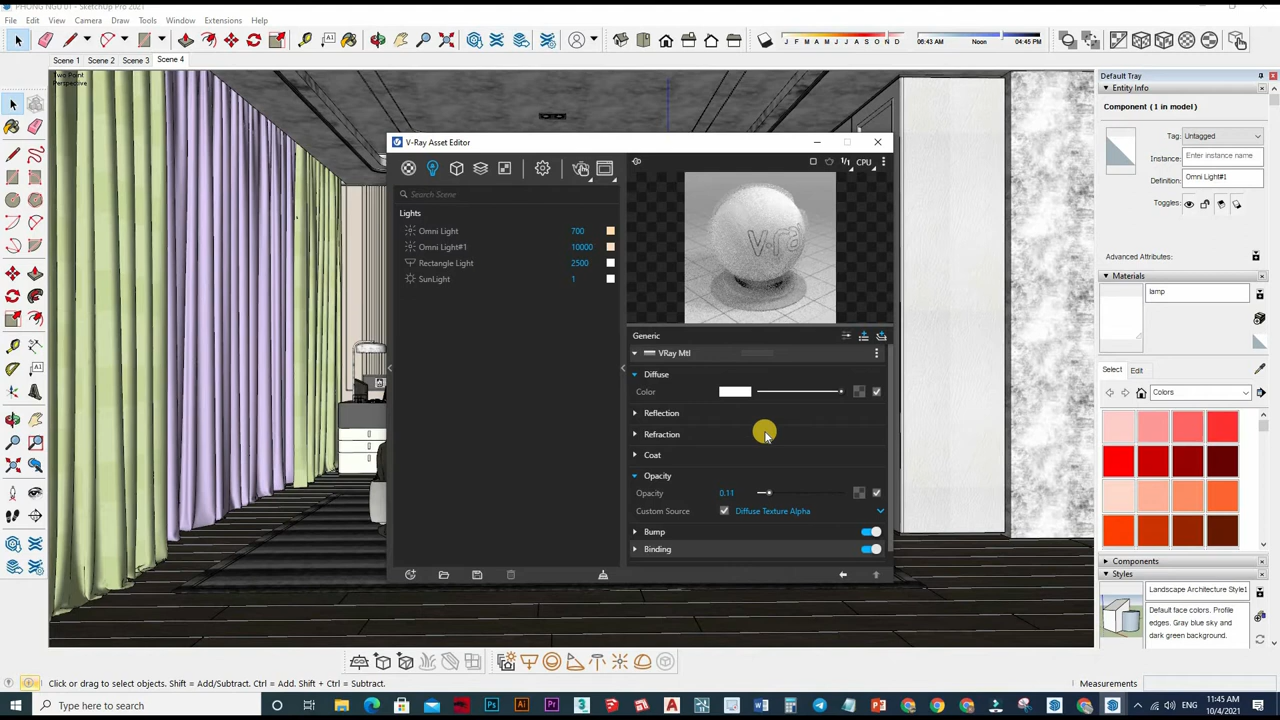 PHONG NGU 01 - SketchUp Pro 2021
File Edit View Camera Draw Tools Window Extensions Help
J F M A M J J A S O N D 06:43 AM Noon 04:45 PM
Scene 1 Scene 2 Scene 3 Scene 4
Two Point
Perspective
V-Ray Asset Editor
1/1 CPU
Search Scene
Lights
Omni Light 700
Omni Light#1 10000
Rectangle Light 2500
SunLight 1
v·ra
Generic
VRay Mtl
Diffuse
Color
Reflection
Refraction
Coat
Opacity
Opacity 0.11
Custom Source Diffuse Texture Alpha
Bump
Binding
Default Tray
Entity Info
Component (1 in model)
Tag: Untagged
Instance: Enter instance name
Definition: Omni Light#1
Toggles:
Advanced Attributes:
Materials
lamp
Select Edit
Colors
Components
Styles
Landscape Architecture Style1
Default face colors. Profile
edges. Gray blue sky and
dark green background.
Click or drag to select objects. Shift = Add/Subtract. Ctrl = Add. Shift + Ctrl = Subtract.
Measurements
Type here to search
11:45 AM
10/4/2021